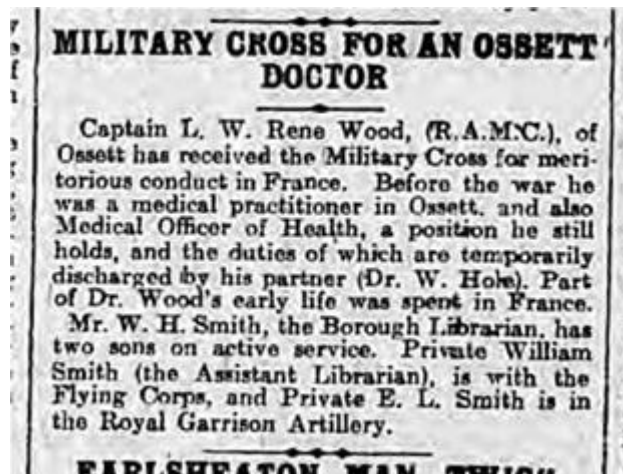 MILITARY CROSS FOR AN OSSETT
DOCTOR
Captain L. W. Rene Wood, (R.A.M.C.), of
Ossett has received the Military Cross for meri-
torious conduct in France. Before the war he
was a medical practitioner in Ossett, and also
Medical Officer of Health, a position he still
holds, and the duties of which are temporarily
discharged by his partner (Dr. W. Hole). Part
of Dr. Wood's early life was spent in France.
Mr. W. H. Smith, the Borough Librarian, has
two sons on active service. Private William
Smith (the Assistant Librarian), is with the
Flying Corps, and Private E. L. Smith is in
the Royal Garrison Artillery.
EARLSHEATON MAN TWICE